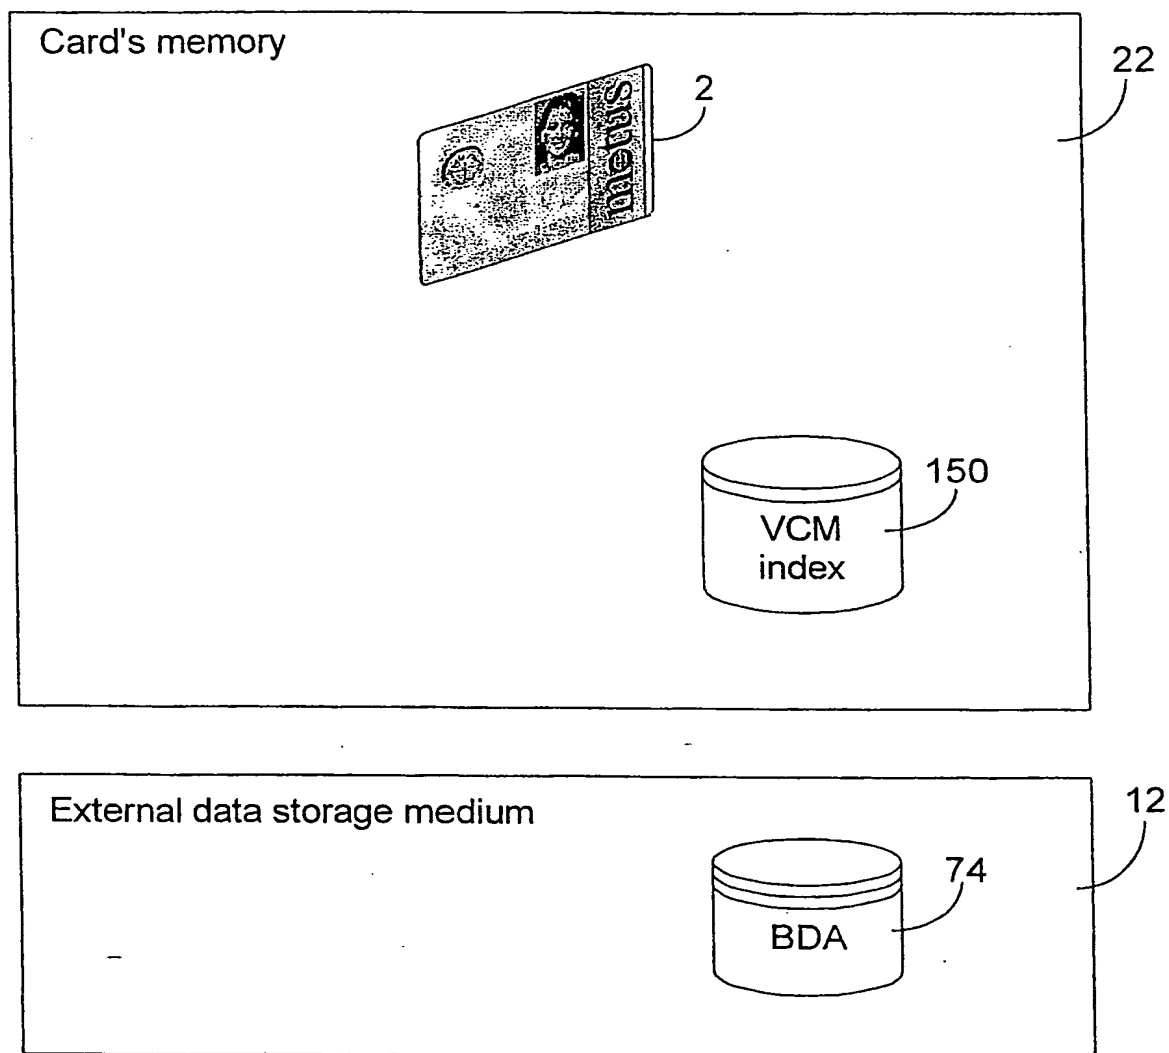 Card's memory
22
2
150
VCM
index
External data storage medium
12
74
BDA